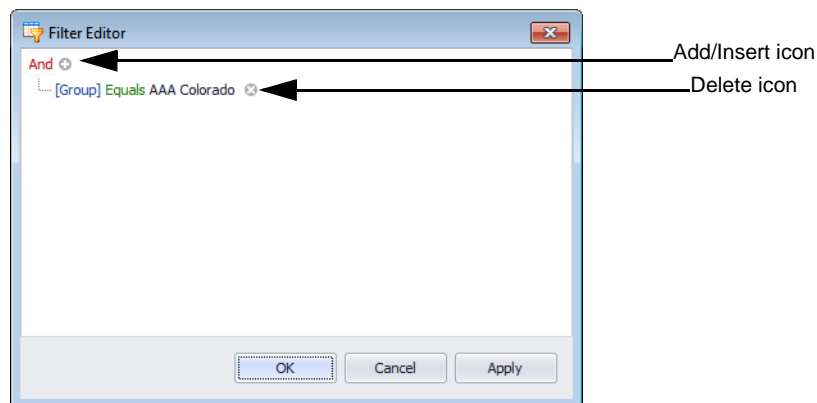 Filter Editor
And
Add/Insert icon
[Group] Equals AAA Colorado
Delete icon
OK Cancel Apply